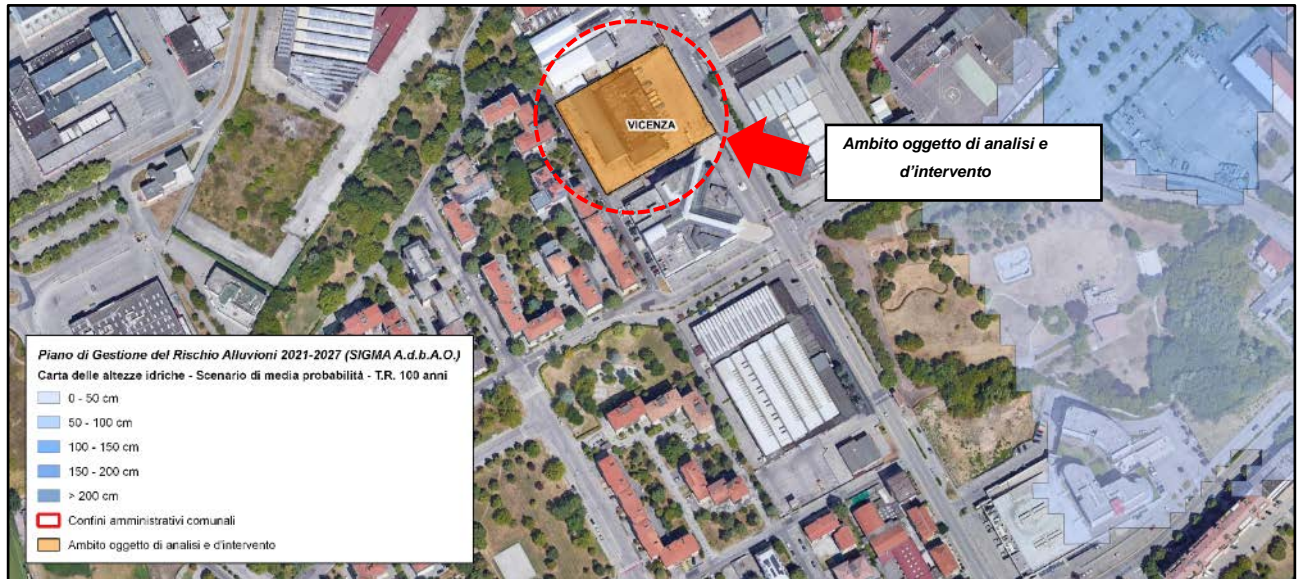 VICENZA
Ambito oggetto di analisi e
d'intervento
Piano di Gestione del Rischio Alluvioni 2021-2027 (SIGMA A.d.b.A.O.)
Carta delle altezze idriche - Scenario di media probabilità - T.R. 100 anni
0 - 50 cm
50 - 100 cm
100 - 150 cm
150 - 200 cm
> 200 cm
Confini amministrativi comunali
Ambito oggetto di analisi e d'intervento